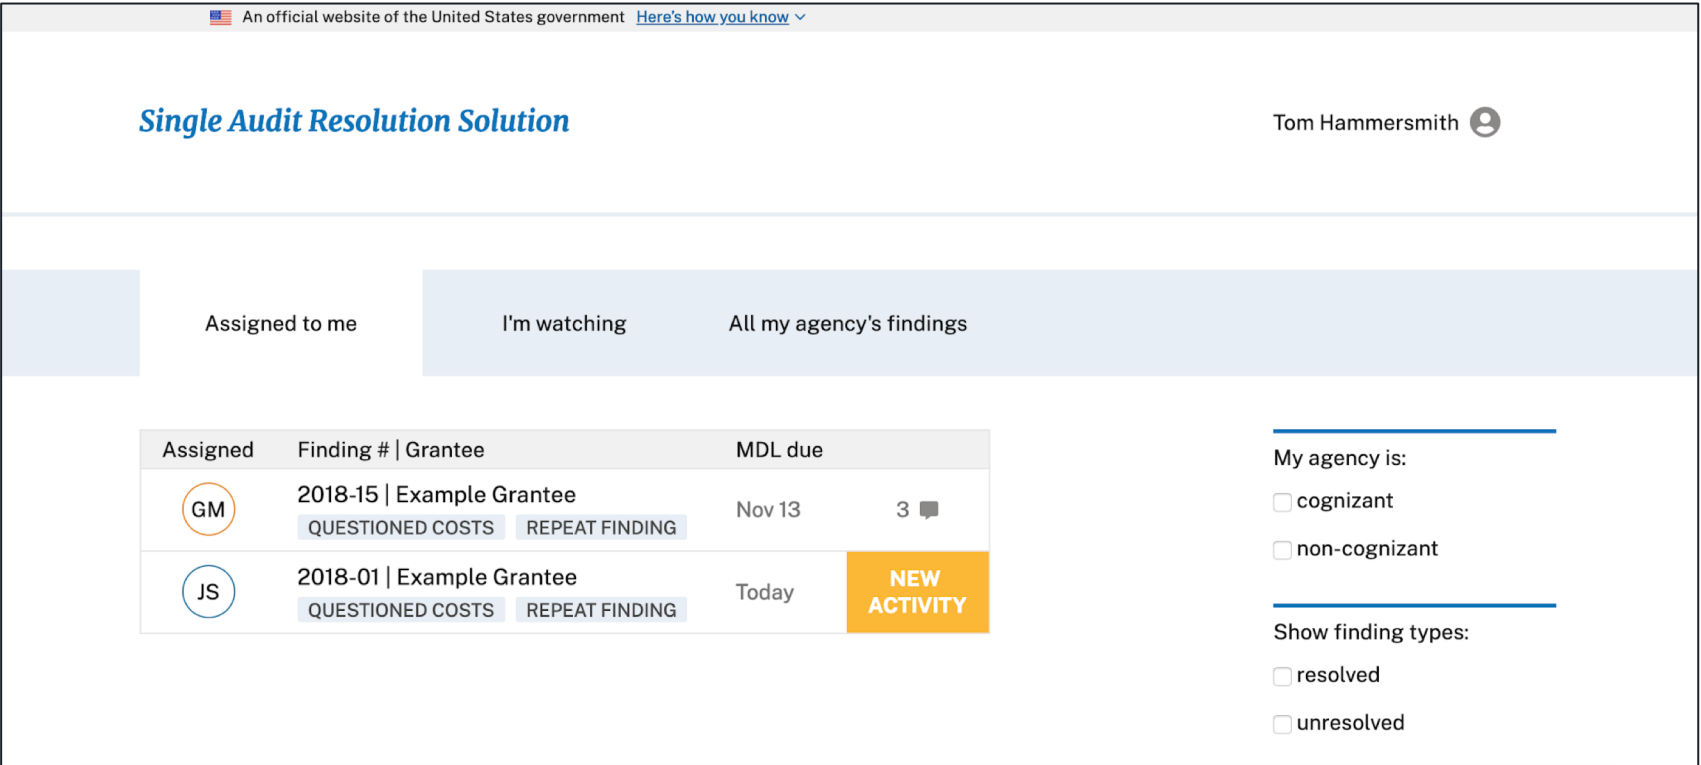 An official website of the United States government Here's how you know
Single Audit Resolution Solution
Tom Hammersmith
Assigned to me
I'm watching
All my agency's findings
Assigned Finding # | Grantee MDL due
GM
2018-15 | Example Grantee
QUESTIONED COSTS REPEAT FINDING
Nov 13
3
JS
2018-01 | Example Grantee
QUESTIONED COSTS REPEAT FINDING
Today
NEW
ACTIVITY
My agency is:
cognizant
non-cognizant
Show finding types:
resolved
unresolved